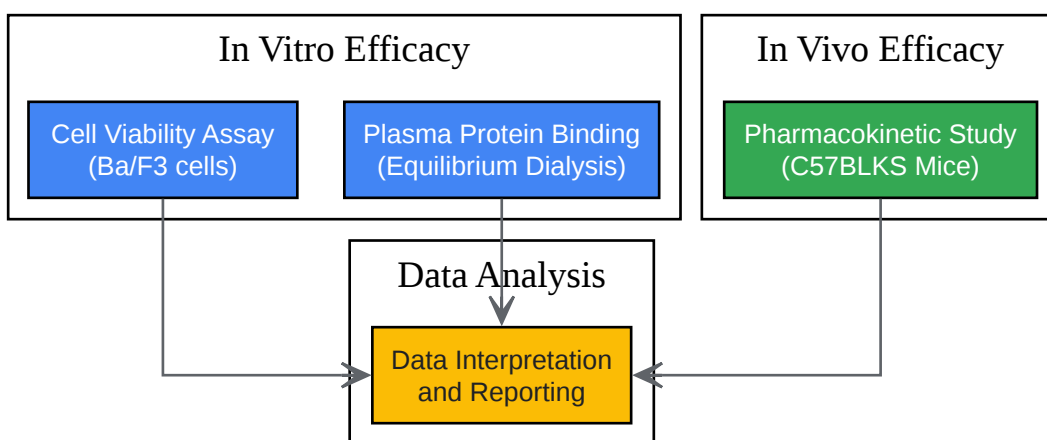 In Vitro Efficacy
Cell Viability Assay
(Ba/F3 cells)
Plasma Protein Binding
(Equilibrium Dialysis)
In Vivo Efficacy
Pharmacokinetic Study
(C57BLKS Mice)
Data Analysis
Data Interpretation
and Reporting